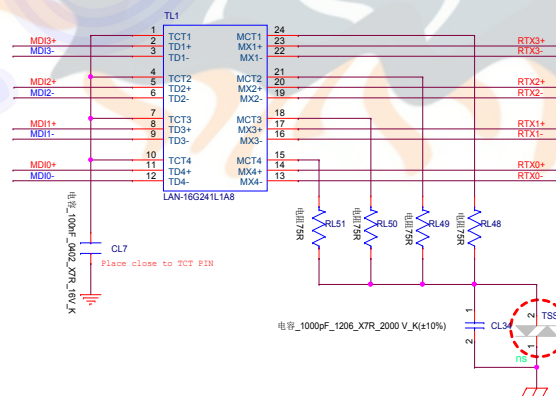 TL1
1 TCT1 MCT1 24
MDI3+ 2 TD1+ MX1+ 23 RTX3+
MDI3- 3 TD1- MX1- 22 RTX3-
4 TCT2 MCT2 21
MDI2+ 5 TD2+ MX2+ 20 RTX2+
MDI2- 6 TD2- MX2- 19 RTX2-
7 TCT3 MCT3 18
MDI1+ 8 TD3+ MX3+ 17 RTX1+
MDI1- 9 TD3- MX3- 16 RTX1-
10 TCT4 MCT4 15
MDI0+ 11 TD4+ MX4+ 14 RTX0+
MDI0- 12 TD4- MX4- 13 RTX0-
LAN-16G241L1A8
电容_100nF_0402_X7R_16V_K
CL7
Place close to TCT PIN
电阻75R RL51
电阻75R RL50
电阻75R RL49
电阻75R RL48
电容_1000pF_1206_X7R_2000 V_K(±10%)
1
CL34
2
2
TSS
1
ns